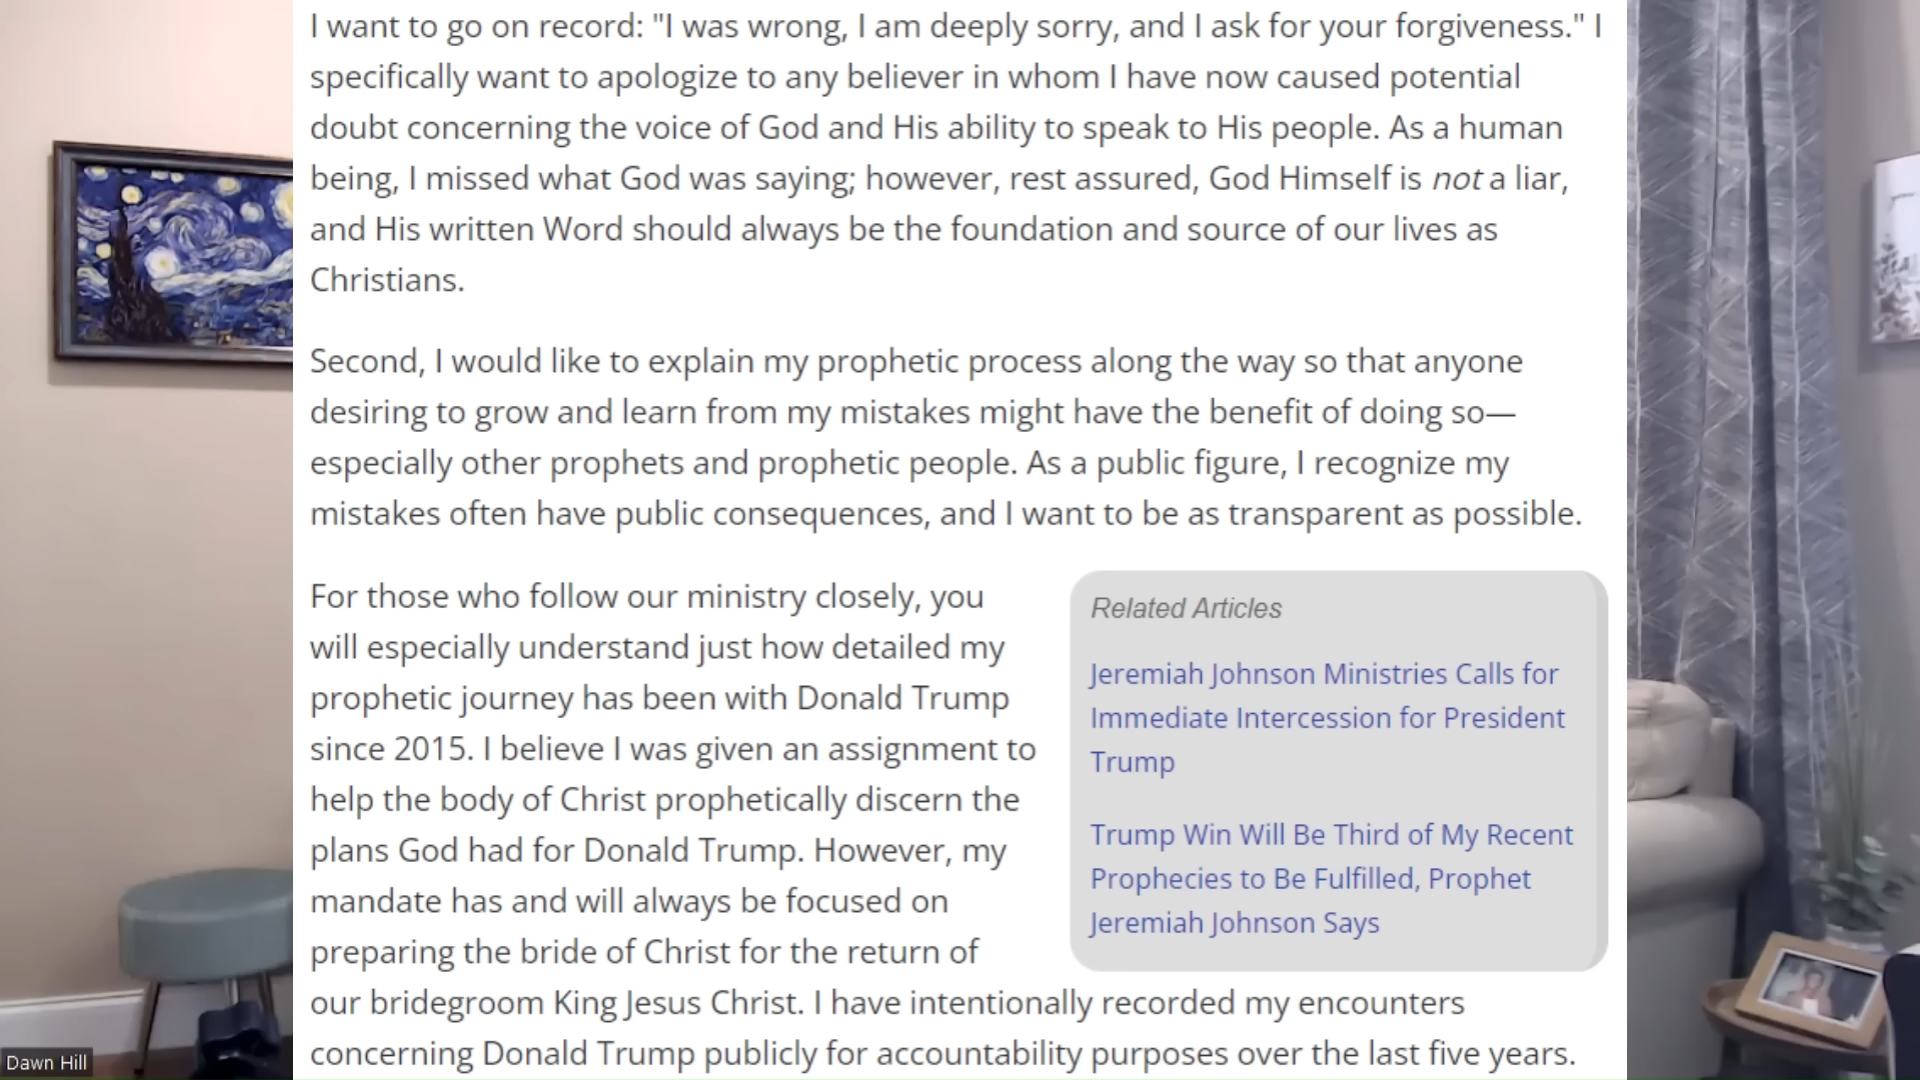 I want to go on record: "I was wrong, I am deeply sorry, and I ask for your forgiveness." I
specifically want to apologize to any believer in whom I have now caused potential
doubt concerning the voice of God and His ability to speak to His people. As a human
being, I missed what God was saying; however, rest assured, God Himself is not a liar,
and His written Word should always be the foundation and source of our lives as
Christians.
Second, I would like to explain my prophetic process along the way so that anyone
desiring to grow and learn from my mistakes might have the benefit of doing so—
especially other prophets and prophetic people. As a public figure, I recognize my
mistakes often have public consequences, and I want to be as transparent as possible.
For those who follow our ministry closely, you
will especially understand just how detailed my
prophetic journey has been with Donald Trump
since 2015. I believe I was given an assignment to
help the body of Christ prophetically discern the
plans God had for Donald Trump. However, my
mandate has and will always be focused on
preparing the bride of Christ for the return of
our bridegroom King Jesus Christ. I have intentionally recorded my encounters
concerning Donald Trump publicly for accountability purposes over the last five years.
Related Articles
Jeremiah Johnson Ministries Calls for
Immediate Intercession for President
Trump
Trump Win Will Be Third of My Recent
Prophecies to Be Fulfilled, Prophet
Jeremiah Johnson Says
Dawn Hill